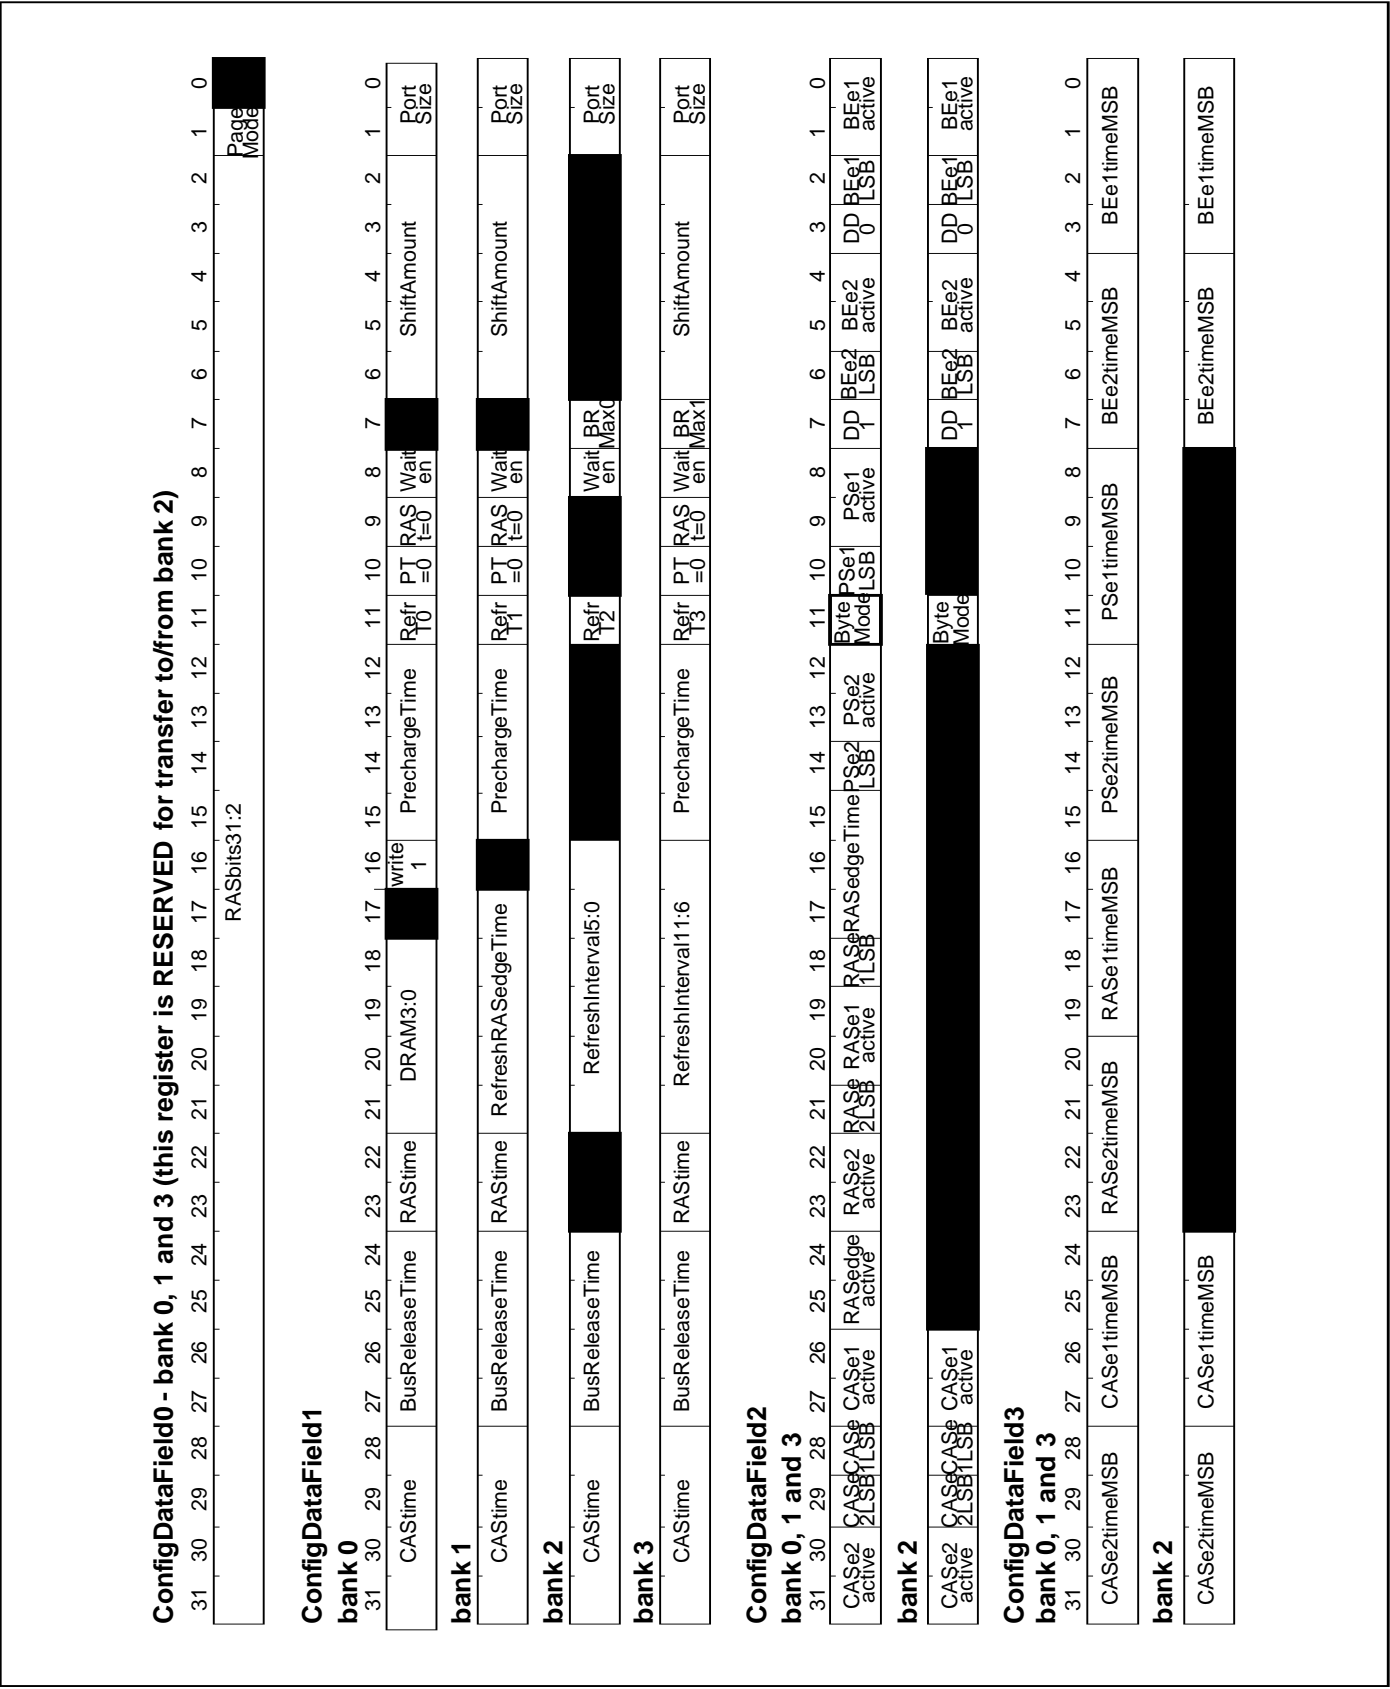 ConfigDataField0 - bank 0, 1 and 3 (this register is RESERVED for transfer to/from bank 2)
31 30 29 28 27 26 25 24 23 22 21 20 19 18 17 16 15 14 13 12 11 10 9 8 7 6 5 4 3 2 1 0
RASbits31:2 Page Mode
ConfigDataField1
bank 0
31 30 29 28 27 26 25 24 23 22 21 20 19 18 17 16 15 14 13 12 11 10 9 8 7 6 5 4 3 2 1 0
CAStime BusReleaseTime RAStime DRAM3:0 write 1 PrechargeTime Refr T0 PT =0 RAS t=0 Wait en ShiftAmount Port Size
bank 1
CAStime BusReleaseTime RAStime RefreshRASedgeTime PrechargeTime Refr T1 PT =0 RAS t=0 Wait en ShiftAmount Port Size
bank 2
CAStime BusReleaseTime RefreshInterval5:0 Refr T2 Wait en BR Max0 Port Size
bank 3
CAStime BusReleaseTime RAStime RefreshInterval11:6 PrechargeTime Refr T3 PT =0 RAS t=0 Wait en BR Max1 ShiftAmount Port Size
ConfigDataField2
bank 0, 1 and 3
31 30 29 28 27 26 25 24 23 22 21 20 19 18 17 16 15 14 13 12 11 10 9 8 7 6 5 4 3 2 1 0
CASe2 active CASe 2LSB CASe 1LSB CASe1 active RASedge active RASe2 active RASe 2LSB RASe1 active RASe 1LSB RASedgeTime PSe2 LSB PSe2 active Byte Mode PSe1 LSB PSe1 active DD 1 BEe2 LSB BEe2 active DD 0 BEe1 LSB BEe1 active
bank 2
CASe2 active CASe 2LSB CASe 1LSB CASe1 active Byte Mode DD 1 BEe2 LSB BEe2 active DD 0 BEe1 LSB BEe1 active
ConfigDataField3
bank 0, 1 and 3
31 30 29 28 27 26 25 24 23 22 21 20 19 18 17 16 15 14 13 12 11 10 9 8 7 6 5 4 3 2 1 0
CASe2timeMSB CASe1timeMSB RASe2timeMSB RASe1timeMSB PSe2timeMSB PSe1timeMSB BEe2timeMSB BEe1timeMSB
bank 2
CASe2timeMSB CASe1timeMSB BEe2timeMSB BEe1timeMSB